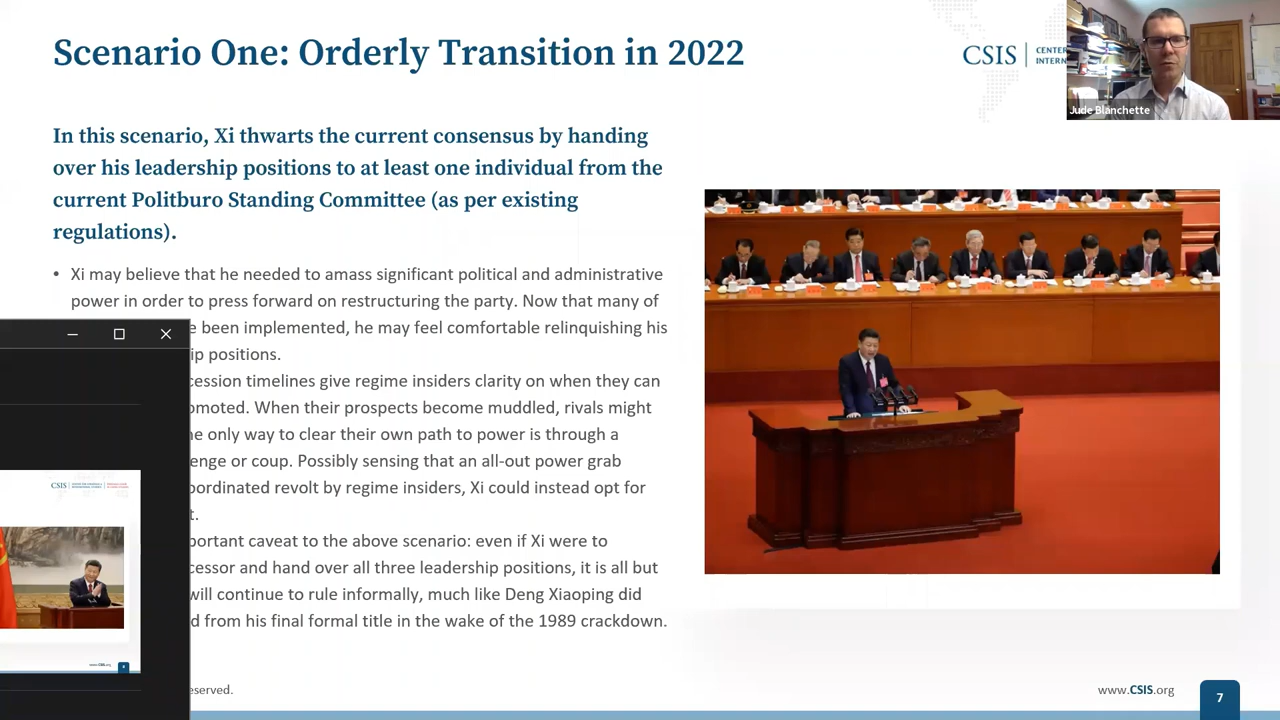 Scenario One: Orderly Transition in 2022
CSIS
CENTER
INTERN
Jude Blanchette
In this scenario, Xi thwarts the current consensus by handing
over his leadership positions to at least one individual from the
current Politburo Standing Committee (as per existing
regulations).
• Xi may believe that he needed to amass significant political and administrative
power in order to press forward on restructuring the party. Now that many of
e been implemented, he may feel comfortable relinquishing his
ip positions.
cession timelines give regime insiders clarity on when they can
omoted. When their prospects become muddled, rivals might
he only way to clear their own path to power is through a
enge or coup. Possibly sensing that an all-out power grab
oordinated revolt by regime insiders, Xi could instead opt for
t.
portant caveat to the above scenario: even if Xi were to
cessor and hand over all three leadership positions, it is all but
will continue to rule informally, much like Deng Xiaoping did
d from his final formal title in the wake of the 1989 crackdown.
CSIS
eserved.
www.CSIS.org
7